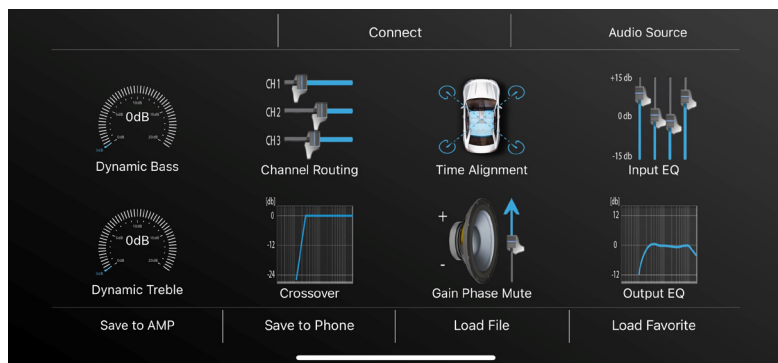 Connect
Audio Source
0dB
Dynamic Bass
CH1
CH2
CH3
Channel Routing
Time Alignment
+15 db
0 db
-15 db
Input EQ
0dB
Dynamic Treble
[db]
0
-12
-24
Crossover
+
-
Gain Phase Mute
[db]
12
0
-12
Output EQ
Save to AMP
Save to Phone
Load File
Load Favorite